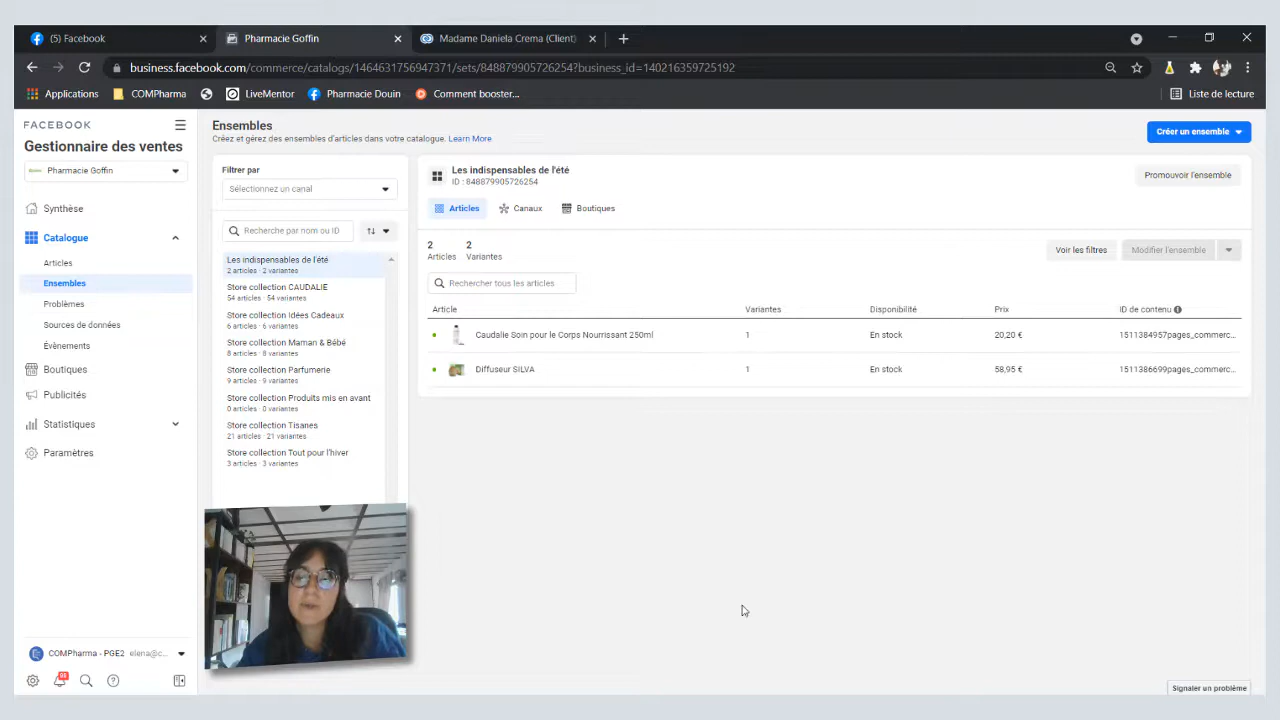 (5) Facebook
Pharmacie Goffin
Madame Daniela Crema (Client)
business.facebook.com/commerce/catalogs/1464631756947371/sets/848879905726254?business_id=140216359725192
Applications
COMPharma
LiveMentor
Pharmacie Douin
Comment booster...
Liste de lecture
FACEBOOK
Gestionnaire des ventes
Pharmacie Goffin
Synthèse
Catalogue
Articles
Ensembles
Problèmes
Sources de données
Évènements
Boutiques
Publicités
Statistiques
Paramètres
COMPharma - PGE2 elena@c...
Ensembles
Créez et gérez des ensembles d'articles dans votre catalogue. Learn More
Créer un ensemble
Filtrer par
Sélectionnez un canal
Recherche par nom ou ID
Les indispensables de l'été
2 articles · 2 variantes
Store collection CAUDALIE
54 articles · 54 variantes
Store collection Idées Cadeaux
6 articles · 6 variantes
Store collection Maman & Bébé
8 articles · 8 variantes
Store collection Parfumerie
9 articles · 9 variantes
Store collection Produits mis en avant
0 articles · 0 variantes
Store collection Tisanes
21 articles · 21 variantes
Store collection Tout pour l'hiver
3 articles · 3 variantes
Les indispensables de l'été
ID : 848879905726254
Promouvoir l'ensemble
Articles
Canaux
Boutiques
2 2
Articles Variantes
Voir les filtres
Modifier l'ensemble
Rechercher tous les articles
Article Variantes Disponibilité Prix ID de contenu
Caudalie Soin pour le Corps Nourrissant 250ml 1 En stock 20,20 € 1511384957pages_commerc...
Diffuseur SILVA 1 En stock 58,95 € 1511386699pages_commerc...
Signaler un problème